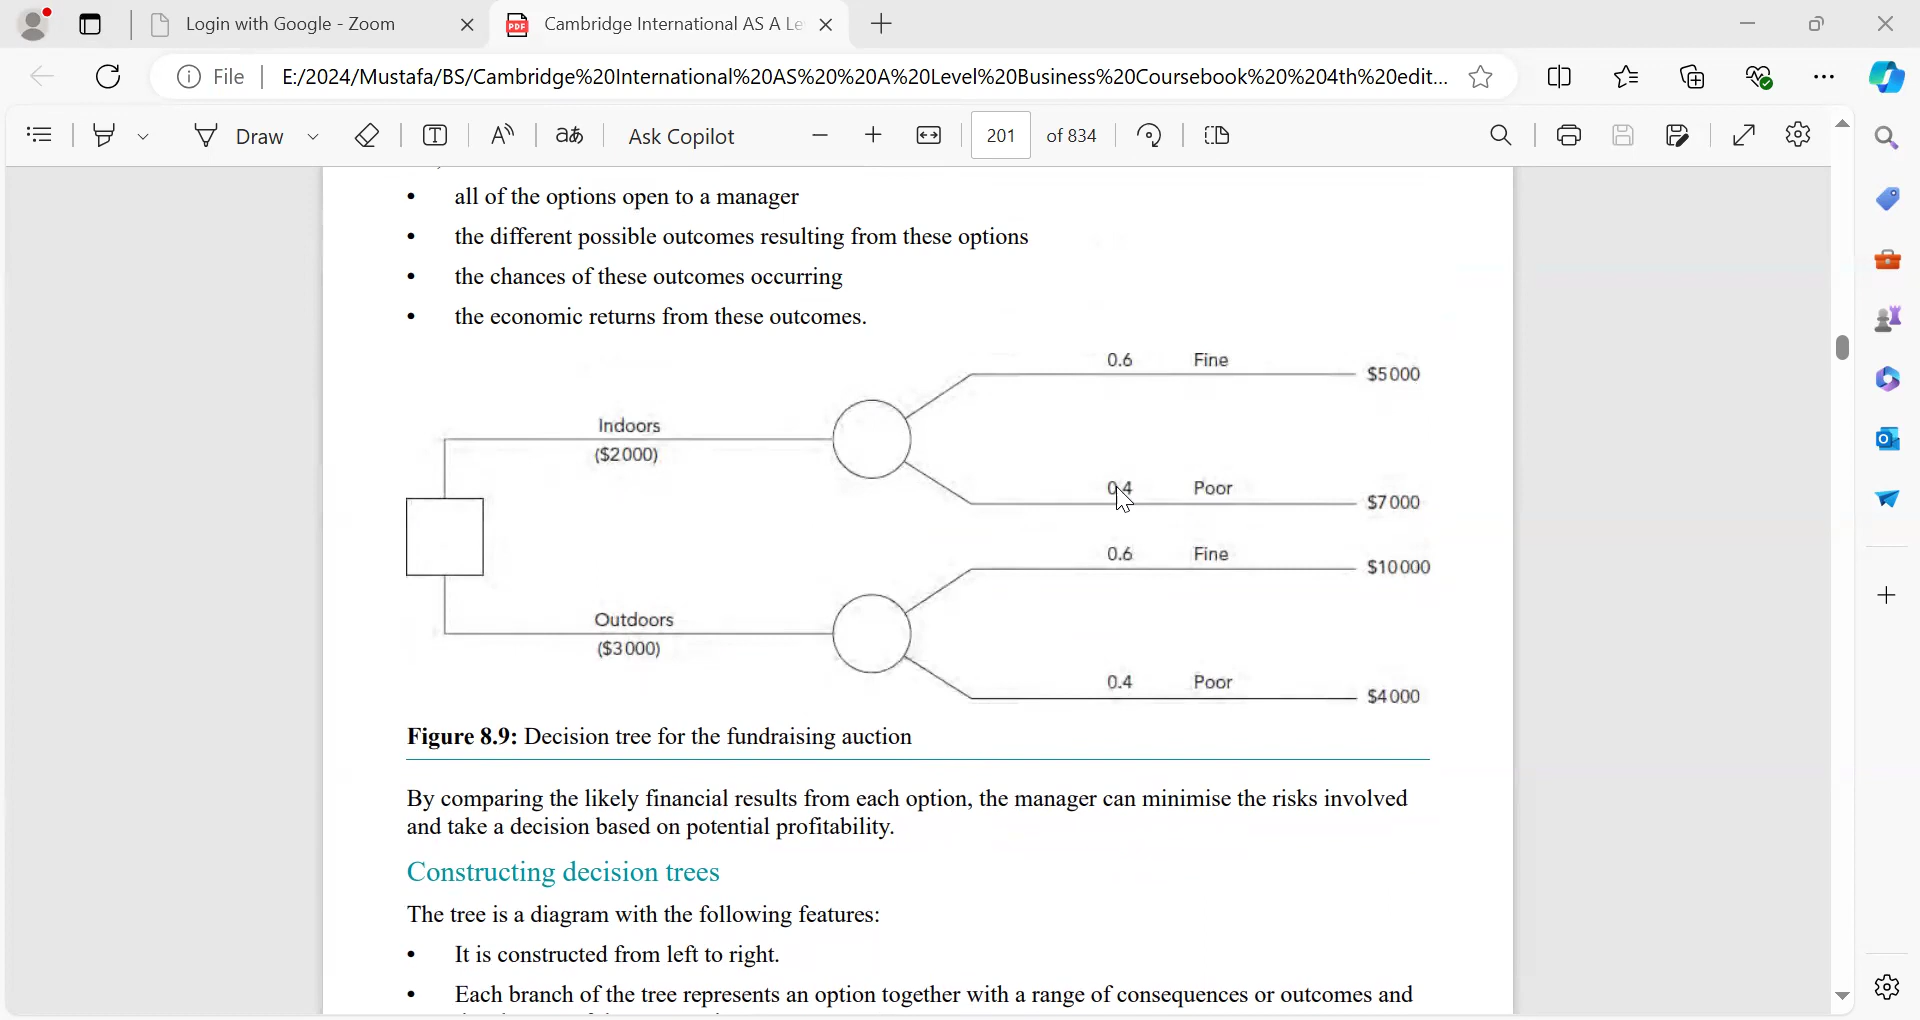 Login with Google - Zoom
Cambridge International AS A Le
File
E:/2024/Mustafa/BS/Cambridge%20International%20AS%20%20A%20Level%20Business%20Coursebook%20%204th%20edit...
Draw
Ask Copilot
201 of 834
• all of the options open to a manager
• the different possible outcomes resulting from these options
• the chances of these outcomes occurring
• the economic returns from these outcomes.
0.6 Fine
$5000
Indoors
($2000)
0.4 Poor
$7000
0.6 Fine
$10000
Outdoors
($3000)
0.4 Poor
$4000
Figure 8.9: Decision tree for the fundraising auction
By comparing the likely financial results from each option, the manager can minimise the risks involved
and take a decision based on potential profitability.
Constructing decision trees
The tree is a diagram with the following features:
• It is constructed from left to right.
• Each branch of the tree represents an option together with a range of consequences or outcomes and